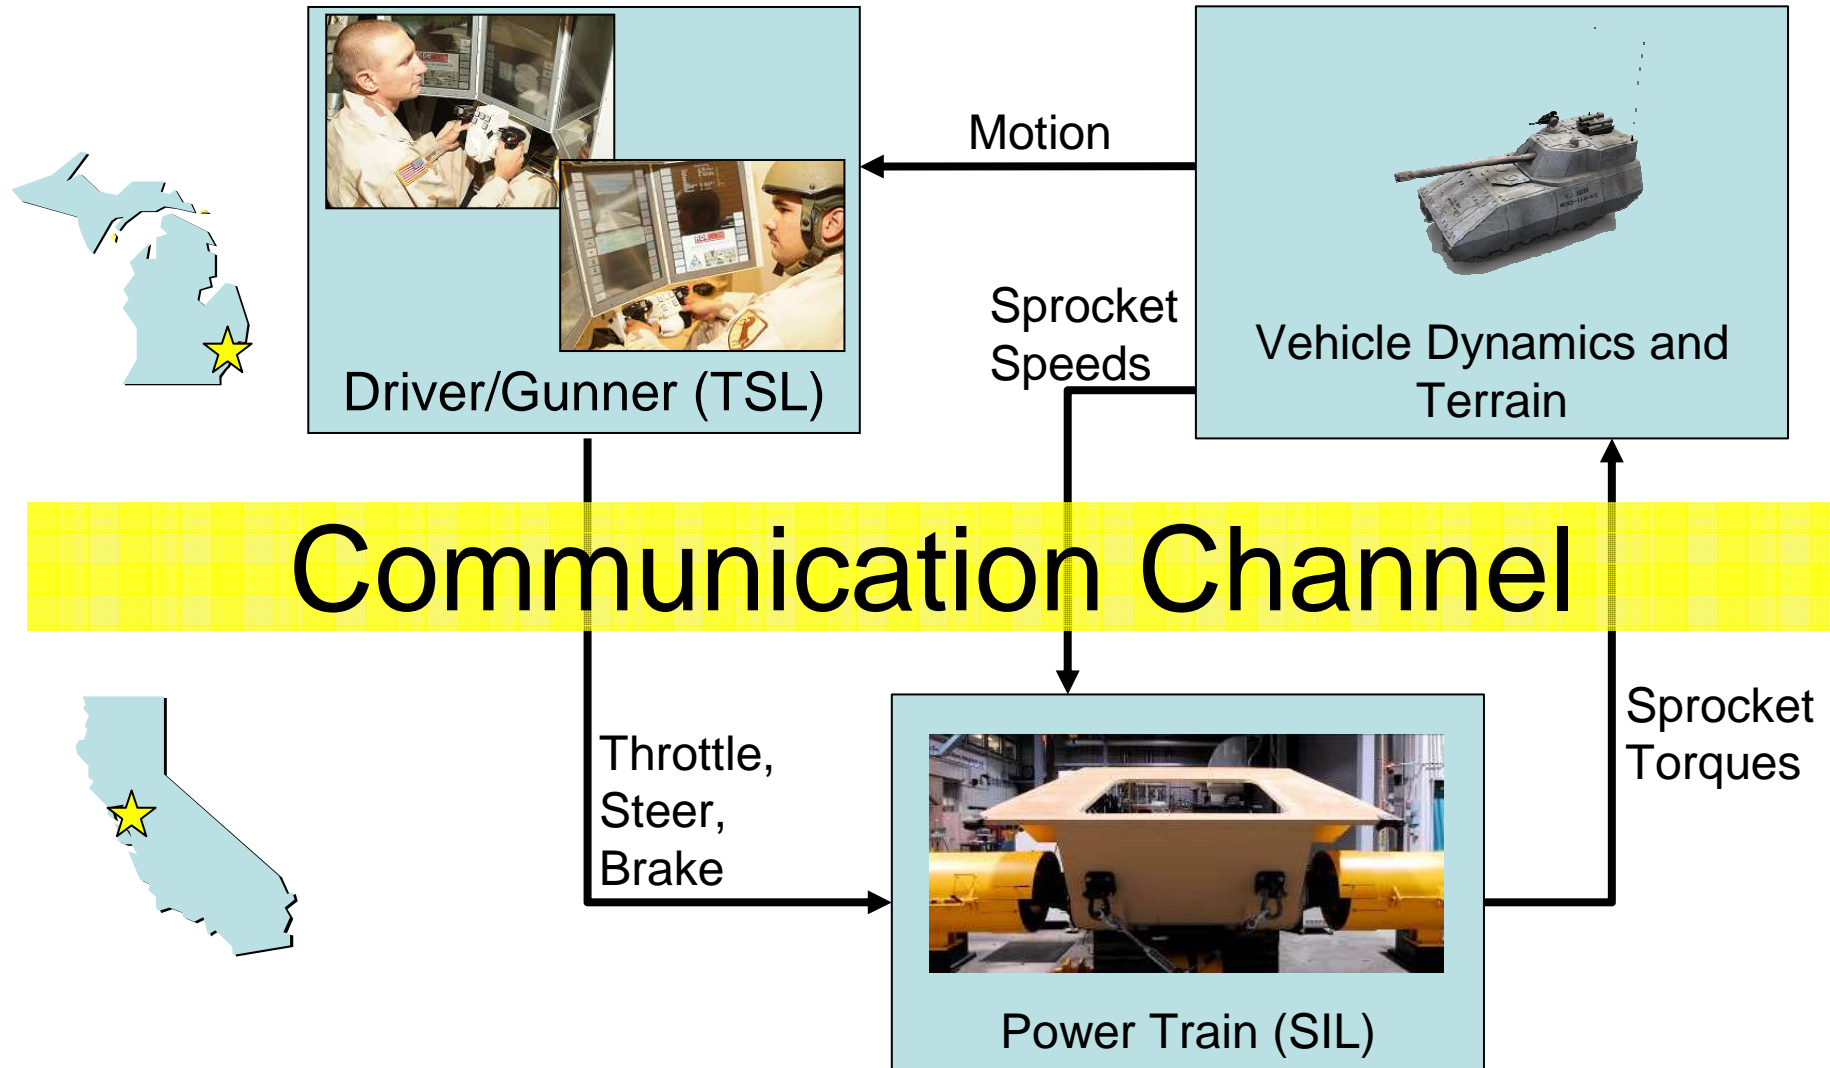 Motion
Sprocket
Speeds
Driver/Gunner (TSL)
Vehicle Dynamics and
Terrain
Communication Channel
Throttle,
Steer,
Brake
Sprocket
Torques
Power Train (SIL)